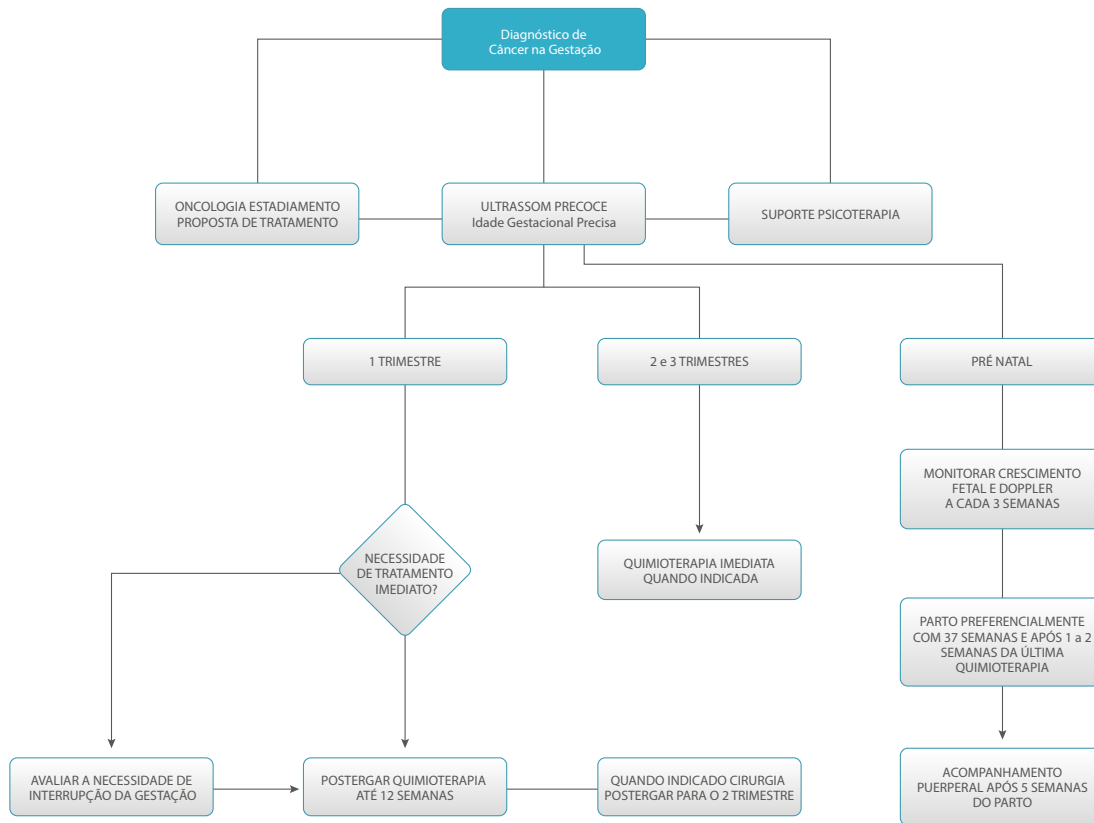 Diagnóstico de
Câncer na Gestação
ONCOLOGIA ESTADIAMENTO
PROPOSTA DE TRATAMENTO
ULTRASSOM PRECOCE
Idade Gestacional Precisa
SUPORTE PSICOTERAPIA
1 TRIMESTRE
2 e 3 TRIMESTRES
PRÉ NATAL
MONITORAR CRESCIMENTO
FETAL E DOPPLER
A CADA 3 SEMANAS
NECESSIDADE
DE TRATAMENTO
IMEDIATO?
QUIMIOTERAPIA IMEDIATA
QUANDO INDICADA
PARTO PREFERENCIALMENTE
COM 37 SEMANAS E APÓS 1 a 2
SEMANAS DA ÚLTIMA
QUIMIOTERAPIA
AVALIAR A NECESSIDADE DE
INTERRUPÇÃO DA GESTAÇÃO
POSTERGAR QUIMIOTERAPIA
ATÉ 12 SEMANAS
QUANDO INDICADO CIRURGIA
POSTERGAR PARA O 2 TRIMESTRE
ACOMPANHAMENTO
PUERPERAL APÓS 5 SEMANAS
DO PARTO